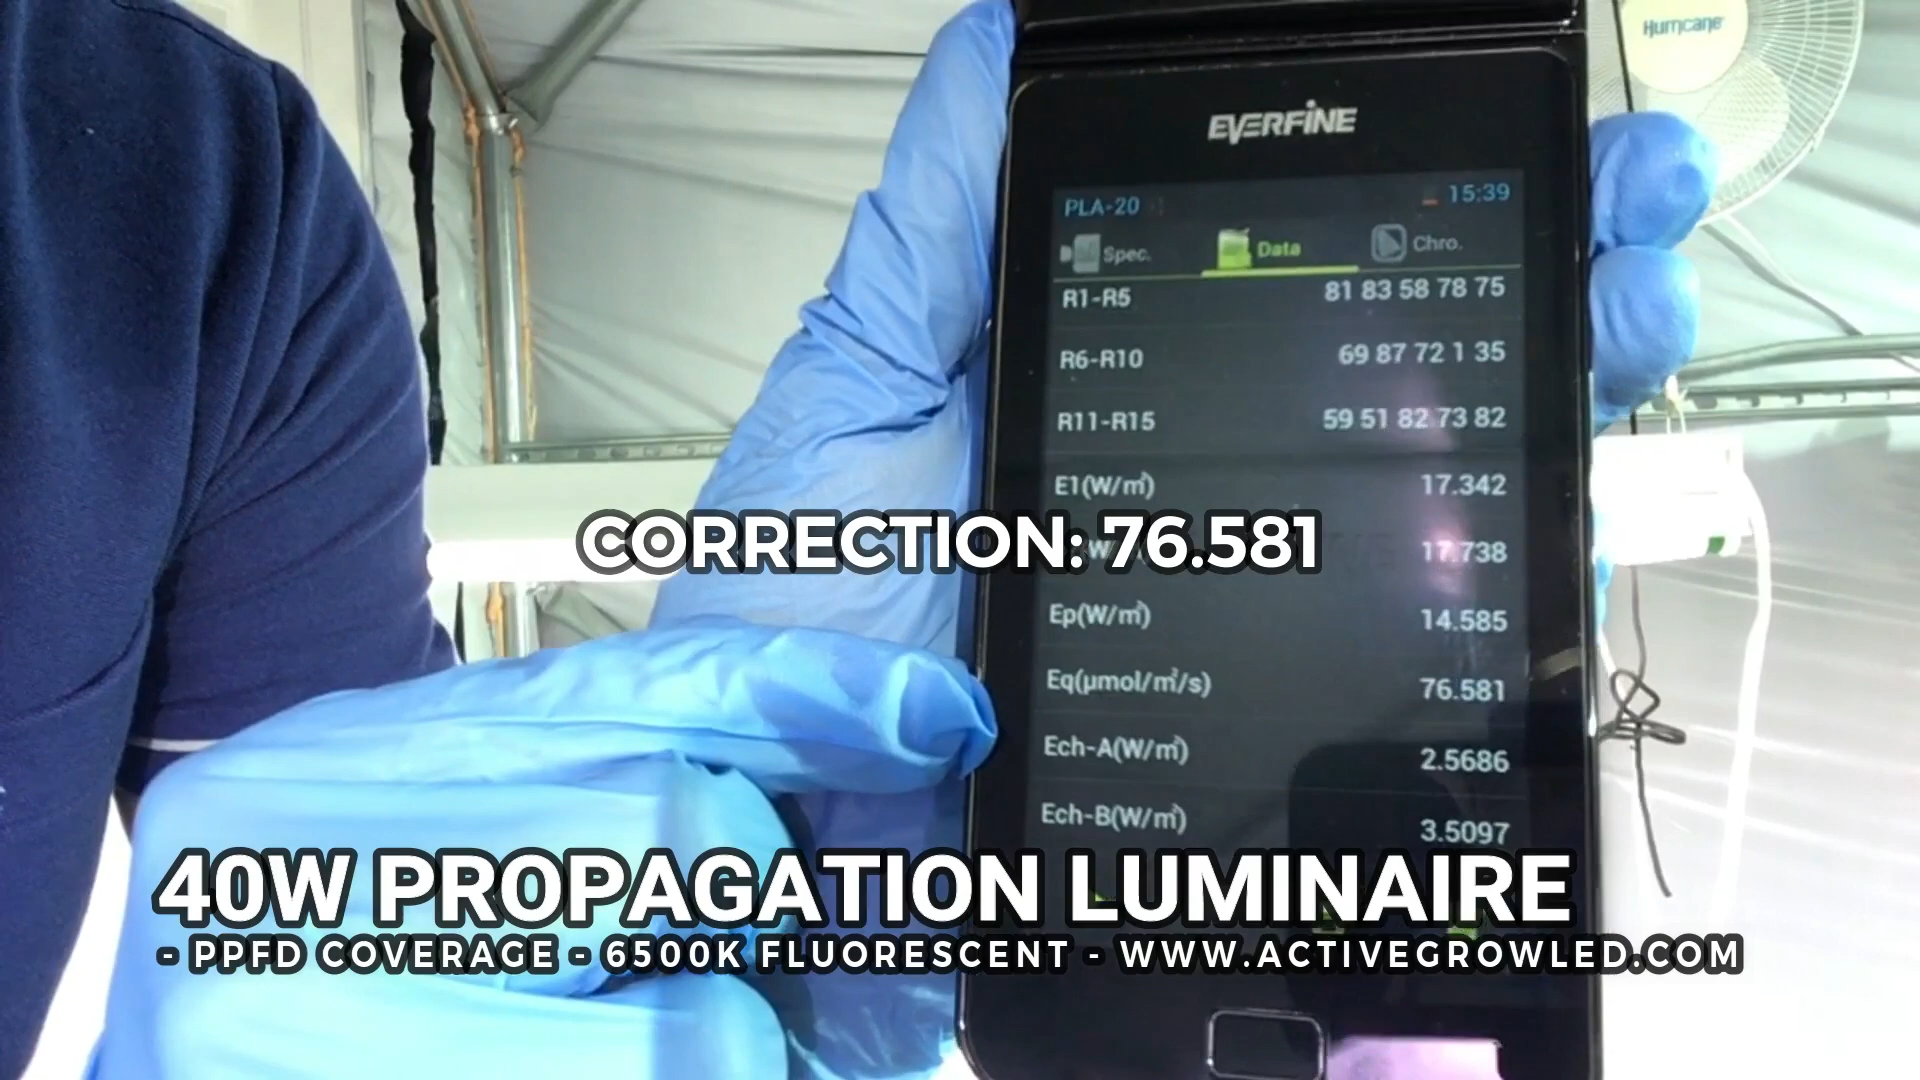 Hurricane
EVERFINE
PLA-20 15:39
Spec. Data Chro.
R1-R5 81 83 58 78 75
R6-R10 69 87 72 1 35
R11-R15 59 51 82 73 82
E1(W/m²) 17.342
CORRECTION: 76.581
17.738
Ep(W/m²) 14.585
Eq(μmol/m²/s) 76.581
Ech-A(W/m²) 2.5686
Ech-B(W/m²) 3.5097
40W PROPAGATION LUMINAIRE
- PPFD COVERAGE - 6500K FLUORESCENT - WWW.ACTIVEGROWLED.COM